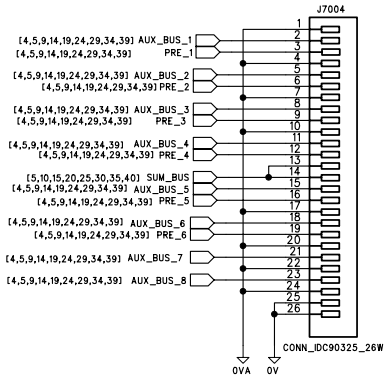 J7004
1
[4,5,9,14,19,24,29,34,39] AUX_BUS_1 2
[4,5,9,14,19,24,29,34,39] PRE_1 3
4
[4,5,9,14,19,24,29,34,39] AUX_BUS_2 5
[4,5,9,14,19,24,29,34,39] PRE_2 6
7
[4,5,9,14,19,24,29,34,39] AUX_BUS_3 8
[4,5,9,14,19,24,29,34,39] PRE_3 9
10
[4,5,9,14,19,24,29,34,39] AUX_BUS_4 11
[4,5,9,14,19,24,29,34,39] PRE_4 12
13
[5,10,15,20,25,30,35,40] SUM_BUS 14
[4,5,9,14,19,24,29,34,39] AUX_BUS_5 15
[4,5,9,14,19,24,29,34,39] PRE_5 16
17
[4,5,9,14,19,24,29,34,39] AUX_BUS_6 18
[4,5,9,14,19,24,29,34,39] PRE_6 19
20
[4,5,9,14,19,24,29,34,39] AUX_BUS_7 21
22
[4,5,9,14,19,24,29,34,39] AUX_BUS_8 23
24
25
26
CONN_IDC90325_26W
0VA 0V